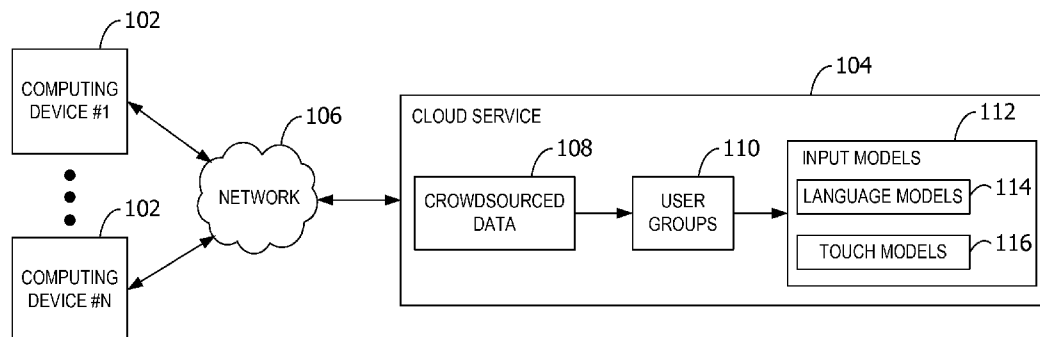 102
COMPUTING
DEVICE #1
102
COMPUTING
DEVICE #N
106
NETWORK
104
CLOUD SERVICE
108
CROWDSOURCED
DATA
110
USER
GROUPS
112
INPUT MODELS
LANGUAGE MODELS
114
TOUCH MODELS
116